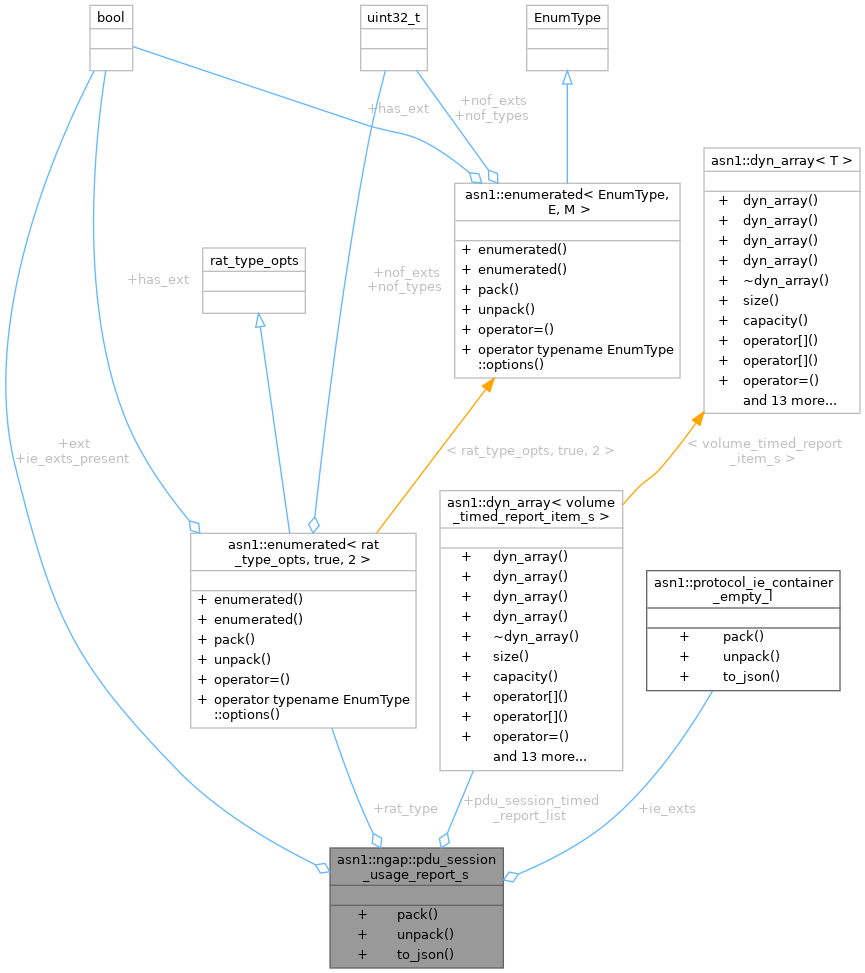 bool
uint32_t
EnumType
+has_ext
+nof_exts
+nof_types
asn1::dyn_array< T >
+ dyn_array()
+ dyn_array()
+ dyn_array()
+ dyn_array()
+ ~dyn_array()
+ size()
+ capacity()
+ operator[]()
+ operator[]()
+ operator=()
and 13 more...
asn1::enumerated< EnumType,
E, M >
+ enumerated()
+ enumerated()
+ pack()
+ unpack()
+ operator=()
+ operator typename EnumType
::options()
rat_type_opts
+has_ext
+nof_exts
+nof_types
+ext
+ie_exts_present
< rat_type_opts, true, 2 >
< volume_timed_report
_item_s >
asn1::enumerated< rat
_type_opts, true, 2 >
+ enumerated()
+ enumerated()
+ pack()
+ unpack()
+ operator=()
+ operator typename EnumType
::options()
asn1::dyn_array< volume
_timed_report_item_s >
+ dyn_array()
+ dyn_array()
+ dyn_array()
+ dyn_array()
+ ~dyn_array()
+ size()
+ capacity()
+ operator[]()
+ operator[]()
+ operator=()
and 13 more...
asn1::protocol_ie_container
_empty_l
+ pack()
+ unpack()
+ to_json()
+rat_type
+pdu_session_timed
_report_list
+ie_exts
asn1::ngap::pdu_session
_usage_report_s
+ pack()
+ unpack()
+ to_json()